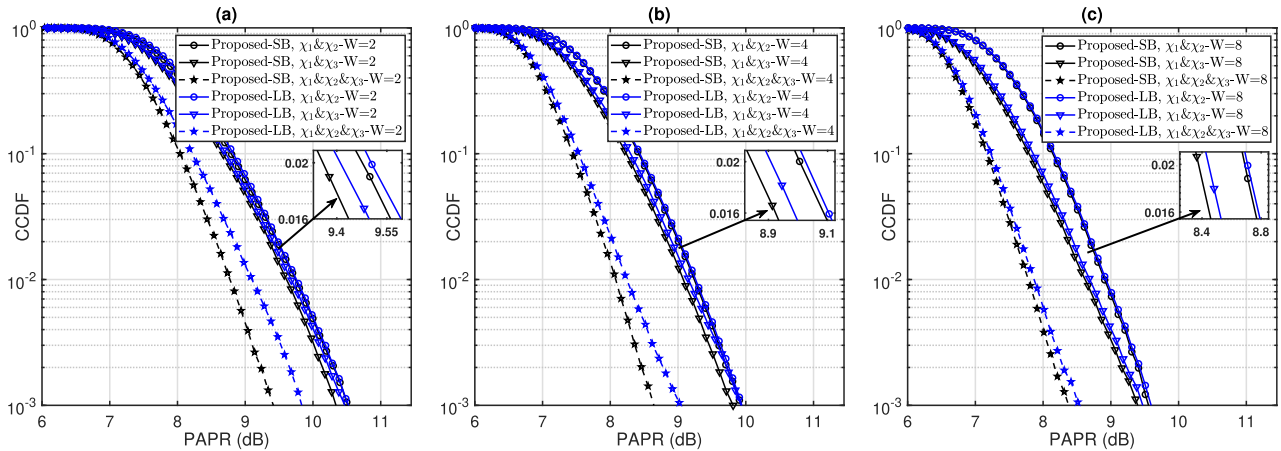 (a)
10^0
10^-1
10^-2
10^-3
CCDF
6 7 8 9 10 11
PAPR (dB)
Proposed-SB, χ1&χ2-W=2
Proposed-SB, χ1&χ3-W=2
Proposed-SB, χ1&χ2&χ3-W=2
Proposed-LB, χ1&χ2-W=2
Proposed-LB, χ1&χ3-W=2
Proposed-LB, χ1&χ2&χ3-W=2
0.02
0.016
9.4 9.55
(b)
10^0
10^-1
10^-2
10^-3
CCDF
6 7 8 9 10 11
PAPR (dB)
Proposed-SB, χ1&χ2-W=4
Proposed-SB, χ1&χ3-W=4
Proposed-SB, χ1&χ2&χ3-W=4
Proposed-LB, χ1&χ2-W=4
Proposed-LB, χ1&χ3-W=4
Proposed-LB, χ1&χ2&χ3-W=4
0.02
0.016
8.9 9.1
(c)
10^0
10^-1
10^-2
10^-3
CCDF
6 7 8 9 10 11
PAPR (dB)
Proposed-SB, χ1&χ2-W=8
Proposed-SB, χ1&χ3-W=8
Proposed-SB, χ1&χ2&χ3-W=8
Proposed-LB, χ1&χ2-W=8
Proposed-LB, χ1&χ3-W=8
Proposed-LB, χ1&χ2&χ3-W=8
0.02
0.016
8.4 8.8